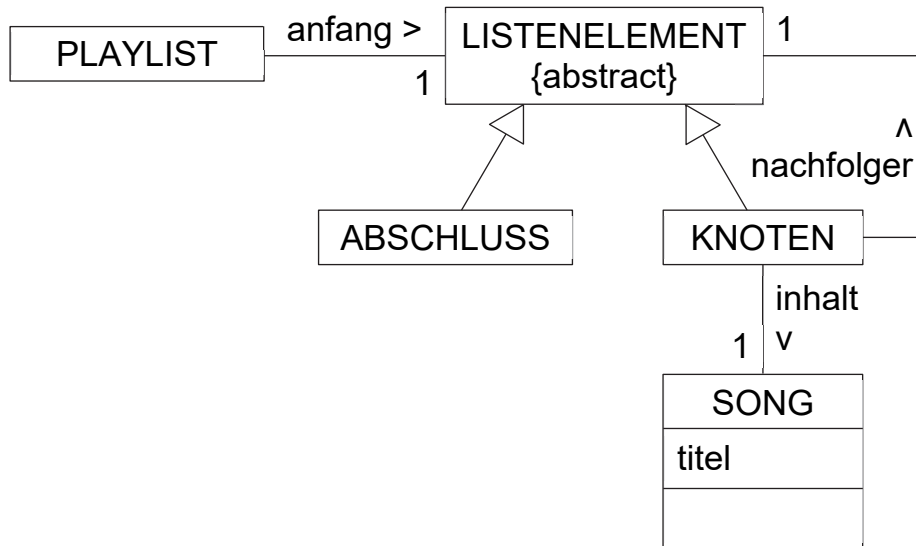 PLAYLIST
anfang >
1
LISTENELEMENT
{abstract}
1
∧
nachfolger
ABSCHLUSS
KNOTEN
inhalt
1
∨
SONG
titel